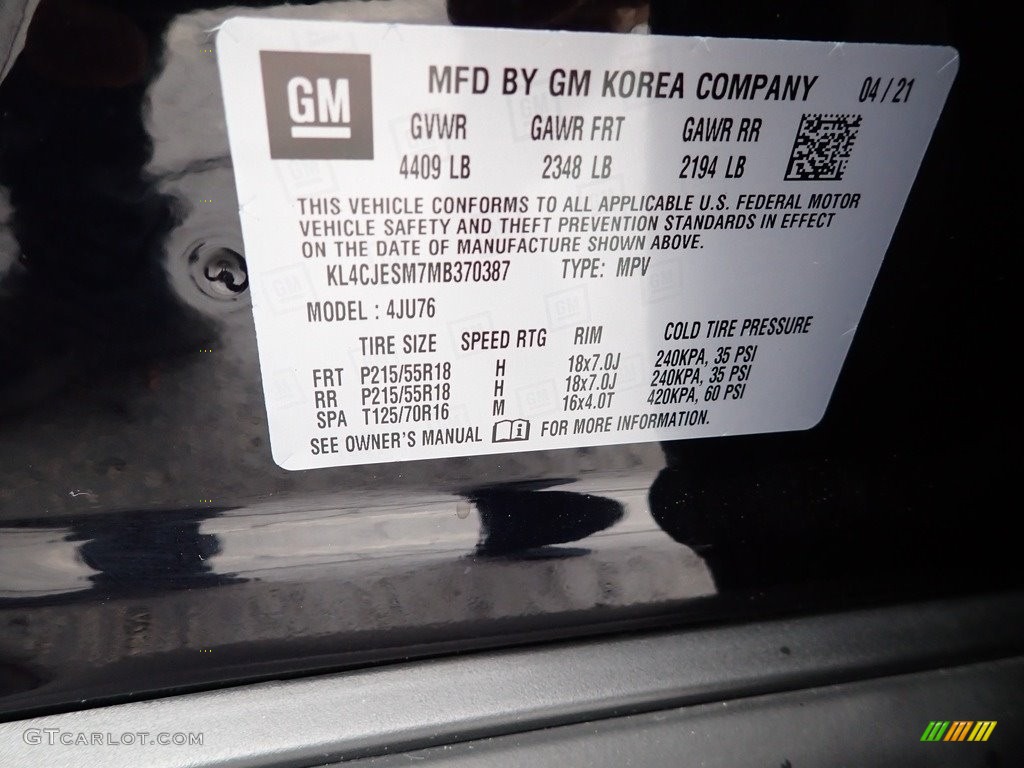 GM
MFD BY GM KOREA COMPANY 04/21
GVWR GAWR FRT GAWR RR
4409 LB 2348 LB 2194 LB
THIS VEHICLE CONFORMS TO ALL APPLICABLE U.S. FEDERAL MOTOR
VEHICLE SAFETY AND THEFT PREVENTION STANDARDS IN EFFECT
ON THE DATE OF MANUFACTURE SHOWN ABOVE.
KL4CJESM7MB370387 TYPE: MPV
MODEL : 4JU76
TIRE SIZE SPEED RTG RIM COLD TIRE PRESSURE
FRT P215/55R18 H 18x7.0J 240KPA, 35 PSI
RR P215/55R18 H 18x7.0J 240KPA, 35 PSI
SPA T125/70R16 M 16x4.0T 420KPA, 60 PSI
SEE OWNER'S MANUAL FOR MORE INFORMATION.
GTCARLOT.COM